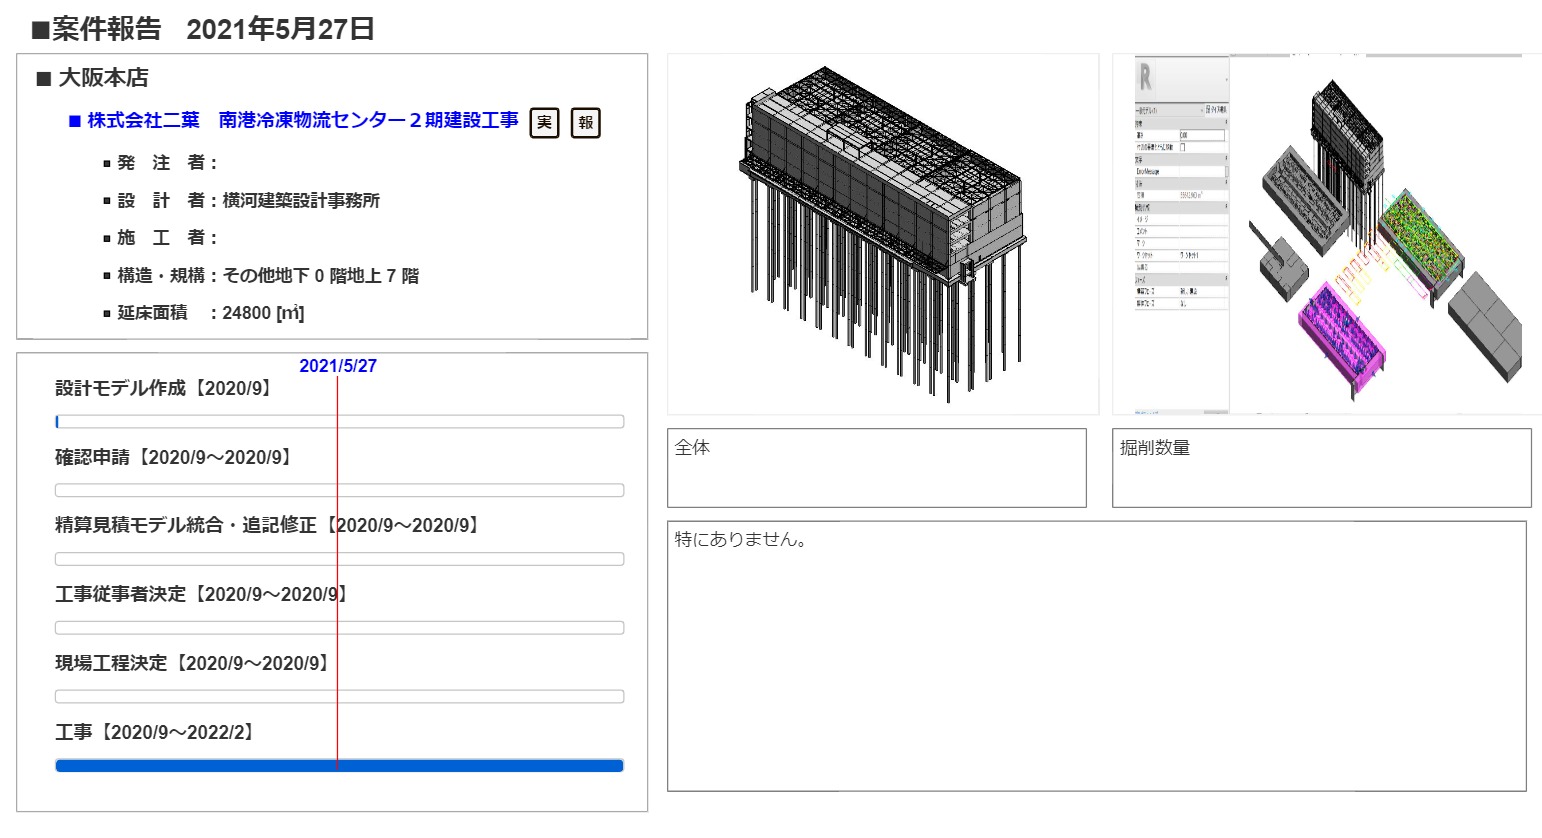 ■案件報告　2021年5月27日
■ 大阪本店
■ 株式会社二葉　南港冷凍物流センター２期建設工事 実 報
▪ 発　注　者：
▪ 設　計　者：横河建築設計事務所
▪ 施　工　者：
▪ 構造・規構：その他地下 0 階地上 7 階
▪ 延床面積　：24800 [㎡]
2021/5/27
設計モデル作成【2020/9】
確認申請【2020/9～2020/9】
精算見積モデル統合・追記修正【2020/9～2020/9】
工事従事者決定【2020/9～2020/9】
現場工程決定【2020/9～2020/9】
工事【2020/9～2022/2】
R
ErrorMessage
全体
掘削数量
特にありません。